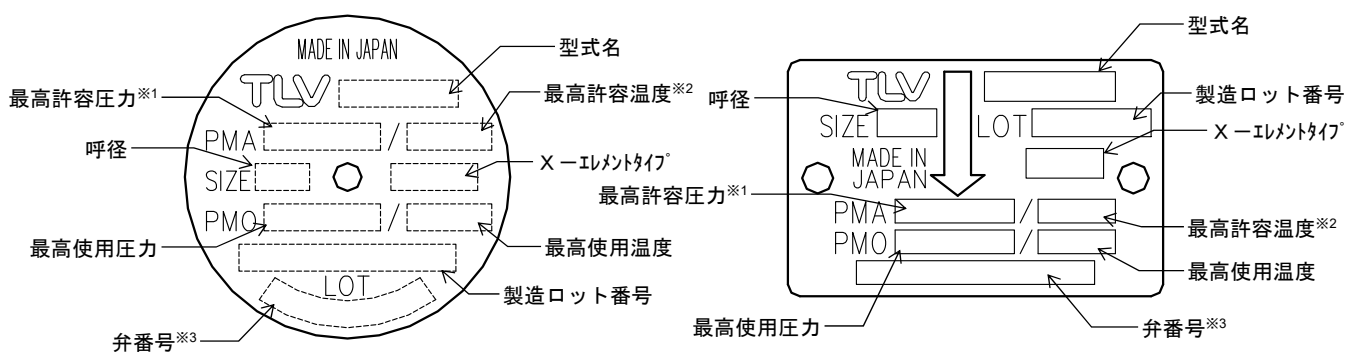 MADE IN JAPAN
TLV
型式名
最高許容圧力※1
最高許容温度※2
PMA /
呼径
SIZE
X－エレメントタイプ
PMO /
最高使用圧力
最高使用温度
LOT
製造ロット番号
弁番号※3
型式名
TLV
呼径
製造ロット番号
SIZE LOT
X－エレメントタイプ
MADE IN
JAPAN
最高許容圧力※1
PMA /
最高許容温度※2
PMO /
最高使用温度
最高使用圧力
弁番号※3